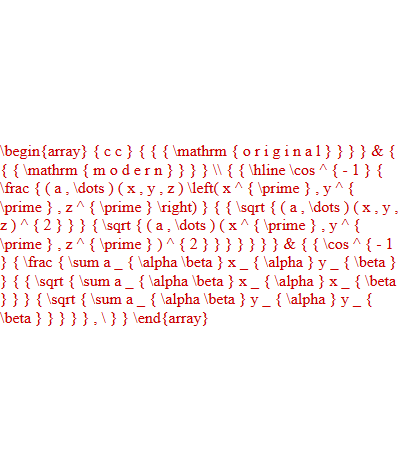 \begin{array} { c c } { { { \mathrm { o r i g i n a l } } } } & {
{ { \mathrm { m o d e r n } } } } \\ { { \hline \cos ^ { - 1 } {
\frac { ( a , \dots ) ( x , y , z ) \left( x ^ { \prime } , y ^ {
\prime } , z ^ { \prime } \right) } { { \sqrt { ( a , \dots ) ( x , y ,
z ) ^ { 2 } } } { \sqrt { ( a , \dots ) ( x ^ { \prime } , y ^ {
\prime } , z ^ { \prime } ) ^ { 2 } } } } } } } & { { \cos ^ { - 1
} { \frac { \sum a _ { \alpha \beta } x _ { \alpha } y _ { \beta }
} { { \sqrt { \sum a _ { \alpha \beta } x _ { \alpha } x _ { \beta
} } } { \sqrt { \sum a _ { \alpha \beta } y _ { \alpha } y _ {
\beta } } } } } , \ } } \end{array}